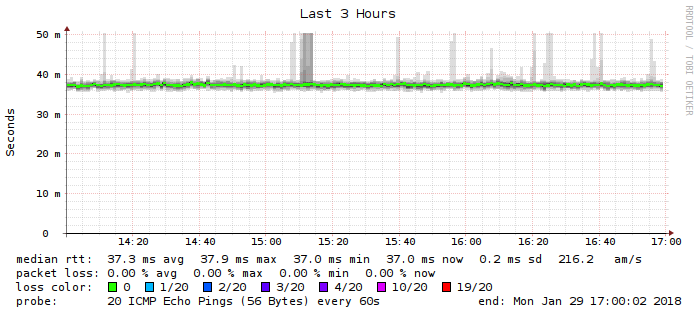 Last 3 Hours
RRDTOOL / TOBI OETIKER
Seconds
50 m
40 m
30 m
20 m
10 m
0
14:20 14:40 15:00 15:20 15:40 16:00 16:20 16:40 17:00
median rtt: 37.3 ms avg 37.9 ms max 37.0 ms min 37.0 ms now 0.2 ms sd 216.2 am/s
packet loss: 0.00 % avg 0.00 % max 0.00 % min 0.00 % now
loss color: 0 1/20 2/20 3/20 4/20 10/20 19/20
probe: 20 ICMP Echo Pings (56 Bytes) every 60s end: Mon Jan 29 17:00:02 2018